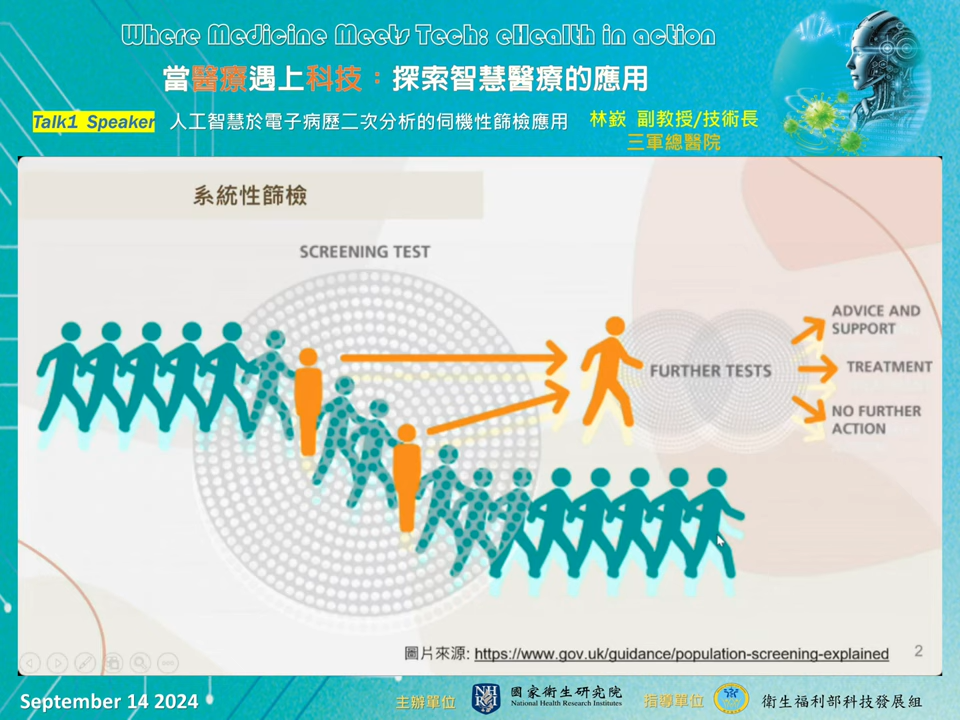 Where Medicine Meets Tech: eHealth in action
當醫療遇上科技：探索智慧醫療的應用
Talk1 Speaker 人工智慧於電子病歷二次分析的伺機性篩檢應用 林嶔 副教授/技術長
三軍總醫院
系統性篩檢
SCREENING TEST
FURTHER TESTS
ADVICE AND
SUPPORT
TREATMENT
NO FURTHER
ACTION
圖片來源: https://www.gov.uk/guidance/population-screening-explained
2
September 14 2024
主辦單位
NHRI
國家衛生研究院
National Health Research Institutes
指導單位
衛生福利部科技發展組